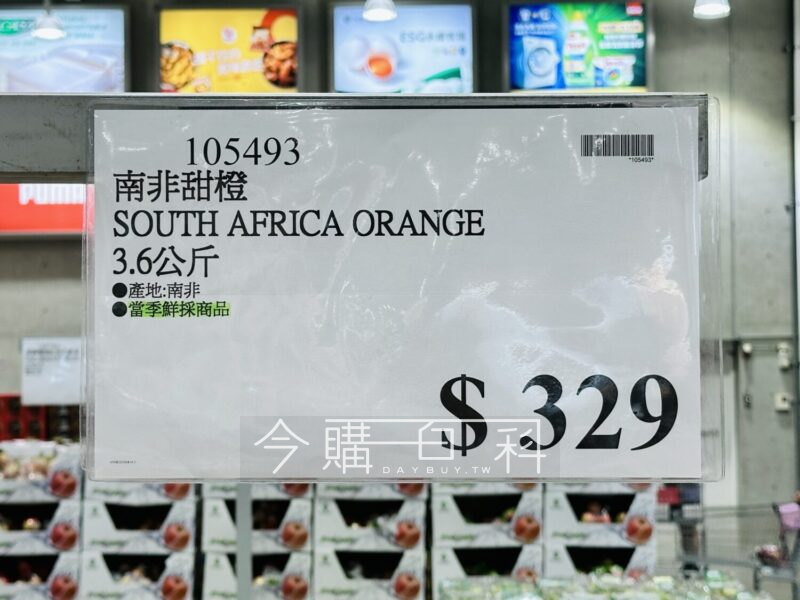 105493
*105493*
南非甜橙
SOUTH AFRICA ORANGE
3.6公斤
●產地:南非
●當季鮮採商品
$ 329
今購百科
DAYBUY.TW